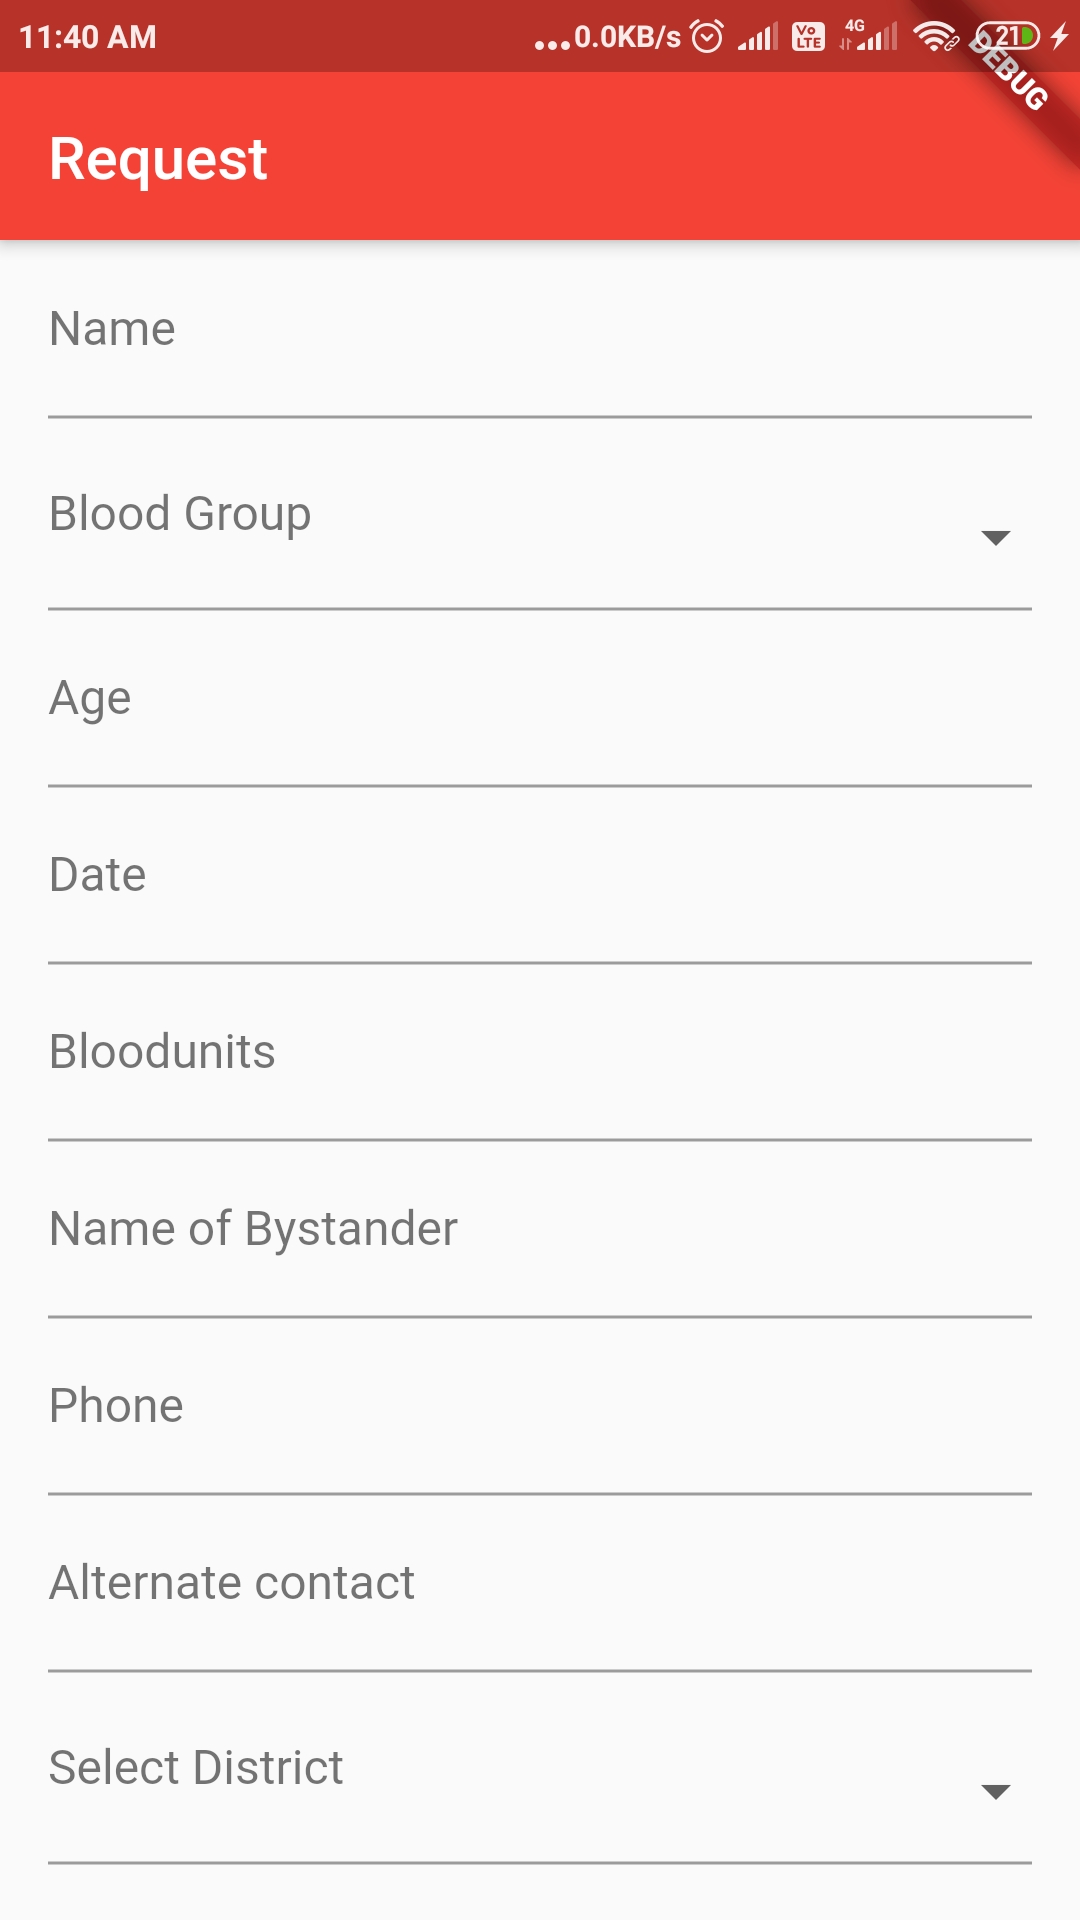 11:40 AM ...0.0KB/s Vo LTE 4G 21
DEBUG
Request
Name
Blood Group
Age
Date
Bloodunits
Name of Bystander
Phone
Alternate contact
Select District